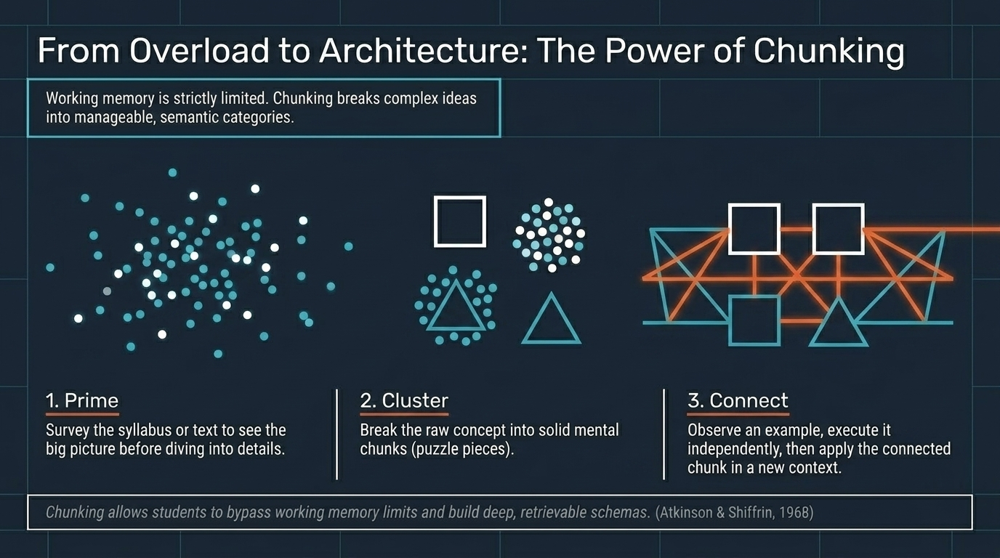 From Overload to Architecture: The Power of Chunking
Working memory is strictly limited. Chunking breaks complex ideas
into manageable, semantic categories.
1. Prime
Survey the syllabus or text to see the
big picture before diving into details.
2. Cluster
Break the raw concept into solid mental
chunks (puzzle pieces).
3. Connect
Observe an example, execute it
independently, then apply the connected
chunk in a new context.
Chunking allows students to bypass working memory limits and build deep, retrievable schemas. (Atkinson & Shiffrin, 1968)